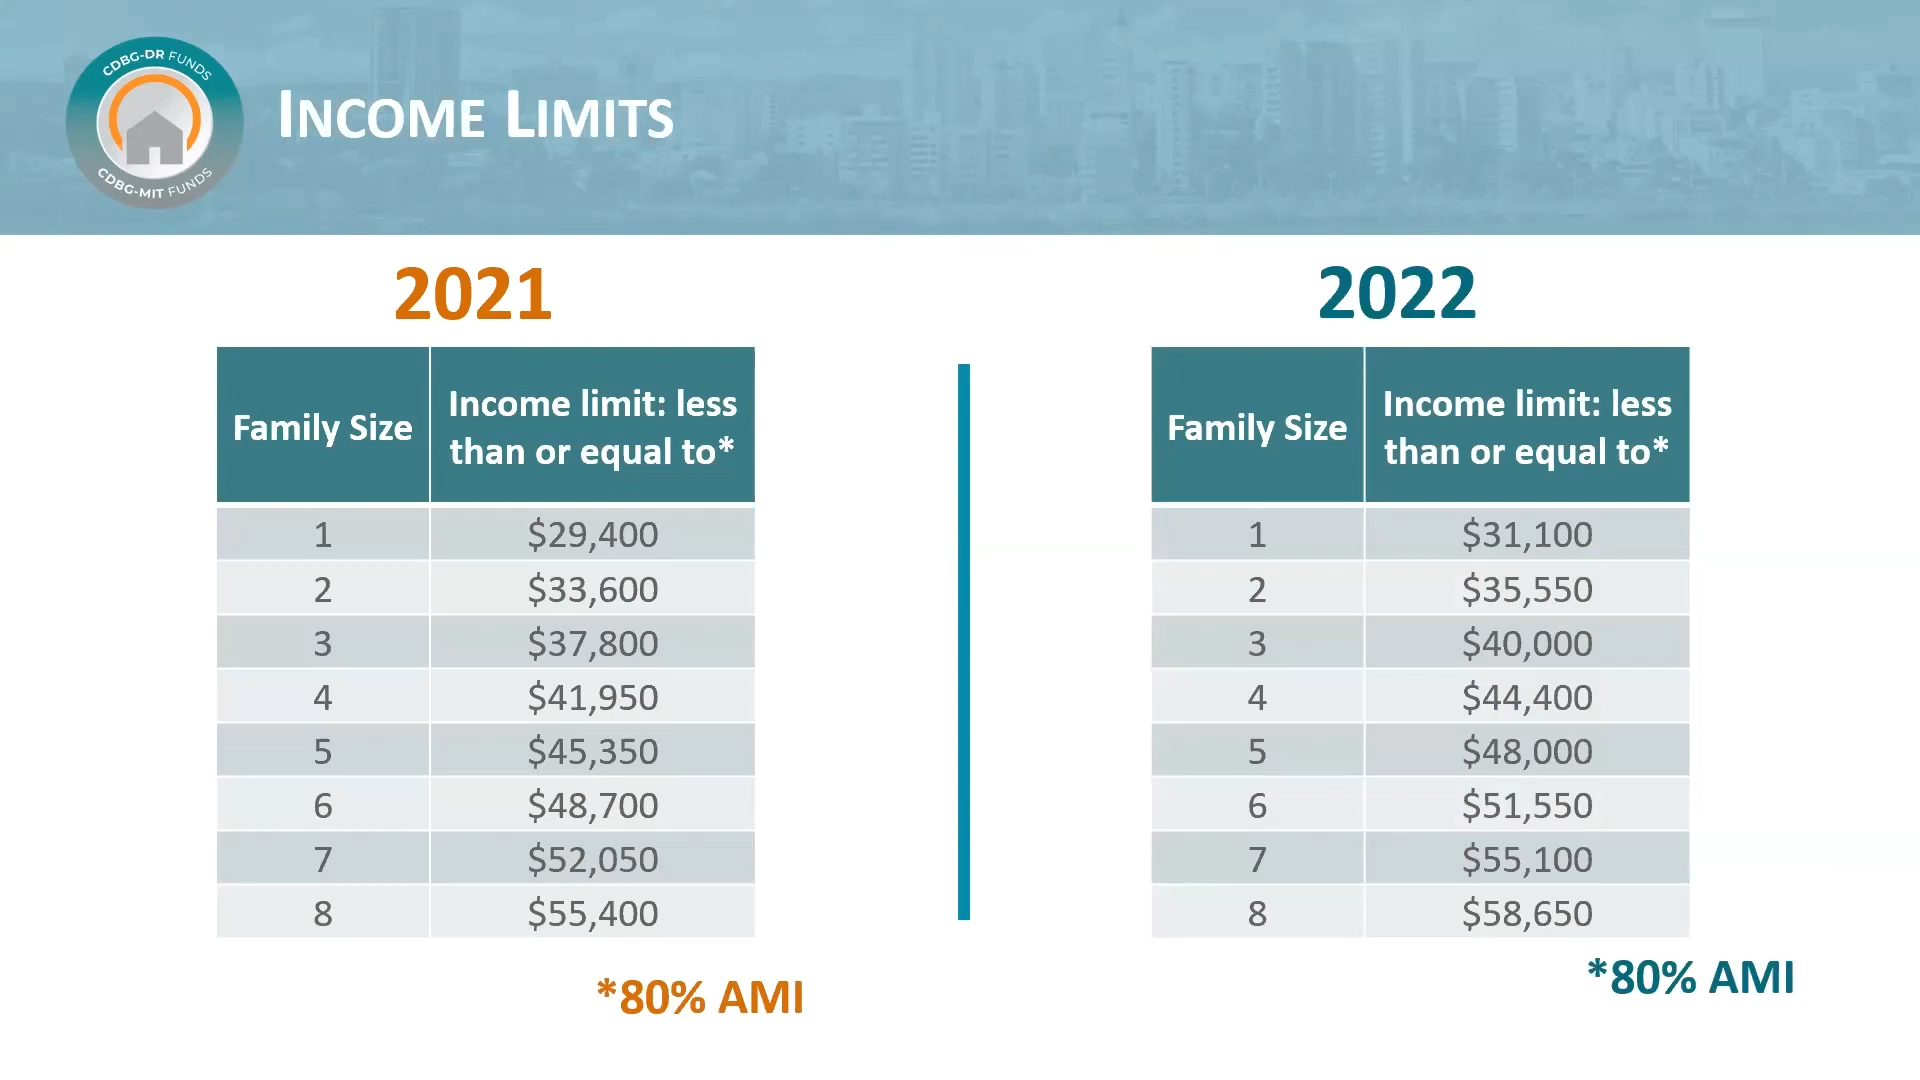 CDBG-DR FUNDS
CDBG-MIT FUNDS
INCOME LIMITS
2021
Family Size
Income limit: less
than or equal to*
1 $29,400
2 $33,600
3 $37,800
4 $41,950
5 $45,350
6 $48,700
7 $52,050
8 $55,400
*80% AMI
2022
Family Size
Income limit: less
than or equal to*
1 $31,100
2 $35,550
3 $40,000
4 $44,400
5 $48,000
6 $51,550
7 $55,100
8 $58,650
*80% AMI